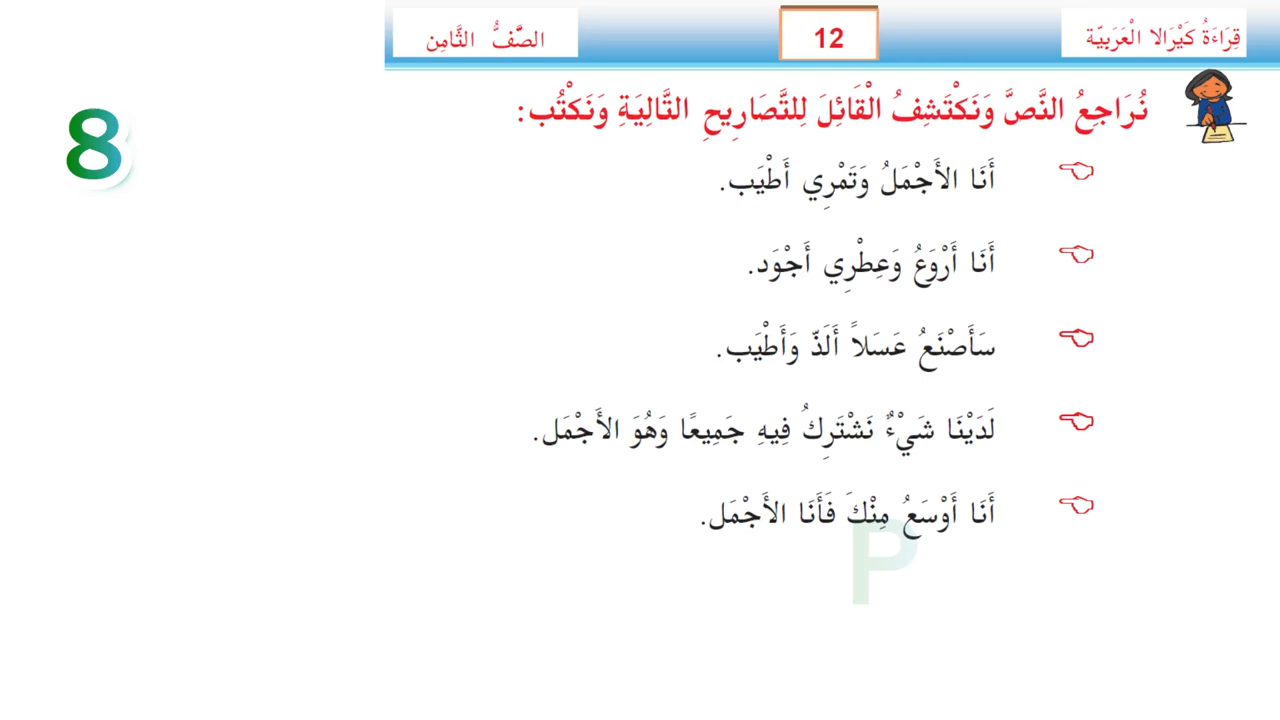 قِرَاءَةُ كَيْرَالا الْعَرَبِيّة 12 الصَّفُّ الثَّامِن
نُرَاجِعُ النَّصَّ وَنَكْتَشِفُ الْقَائِلَ لِلتَّصَارِيحِ التَّالِيَةِ وَنَكْتُب:
8
أَنَا الأَجْمَلُ وَتَمْرِي أَطْيَب.
أَنَا أَرْوَعُ وَعِطْرِي أَجْوَد.
سَأَصْنَعُ عَسَلاً أَلَذّ وَأَطْيَب.
لَدَيْنَا شَيْءٌ نَشْتَرِكُ فِيهِ جَمِيعًا وَهُوَ الأَجْمَل.
أَنَا أَوْسَعُ مِنْكَ فَأَنَا الأَجْمَل.
P